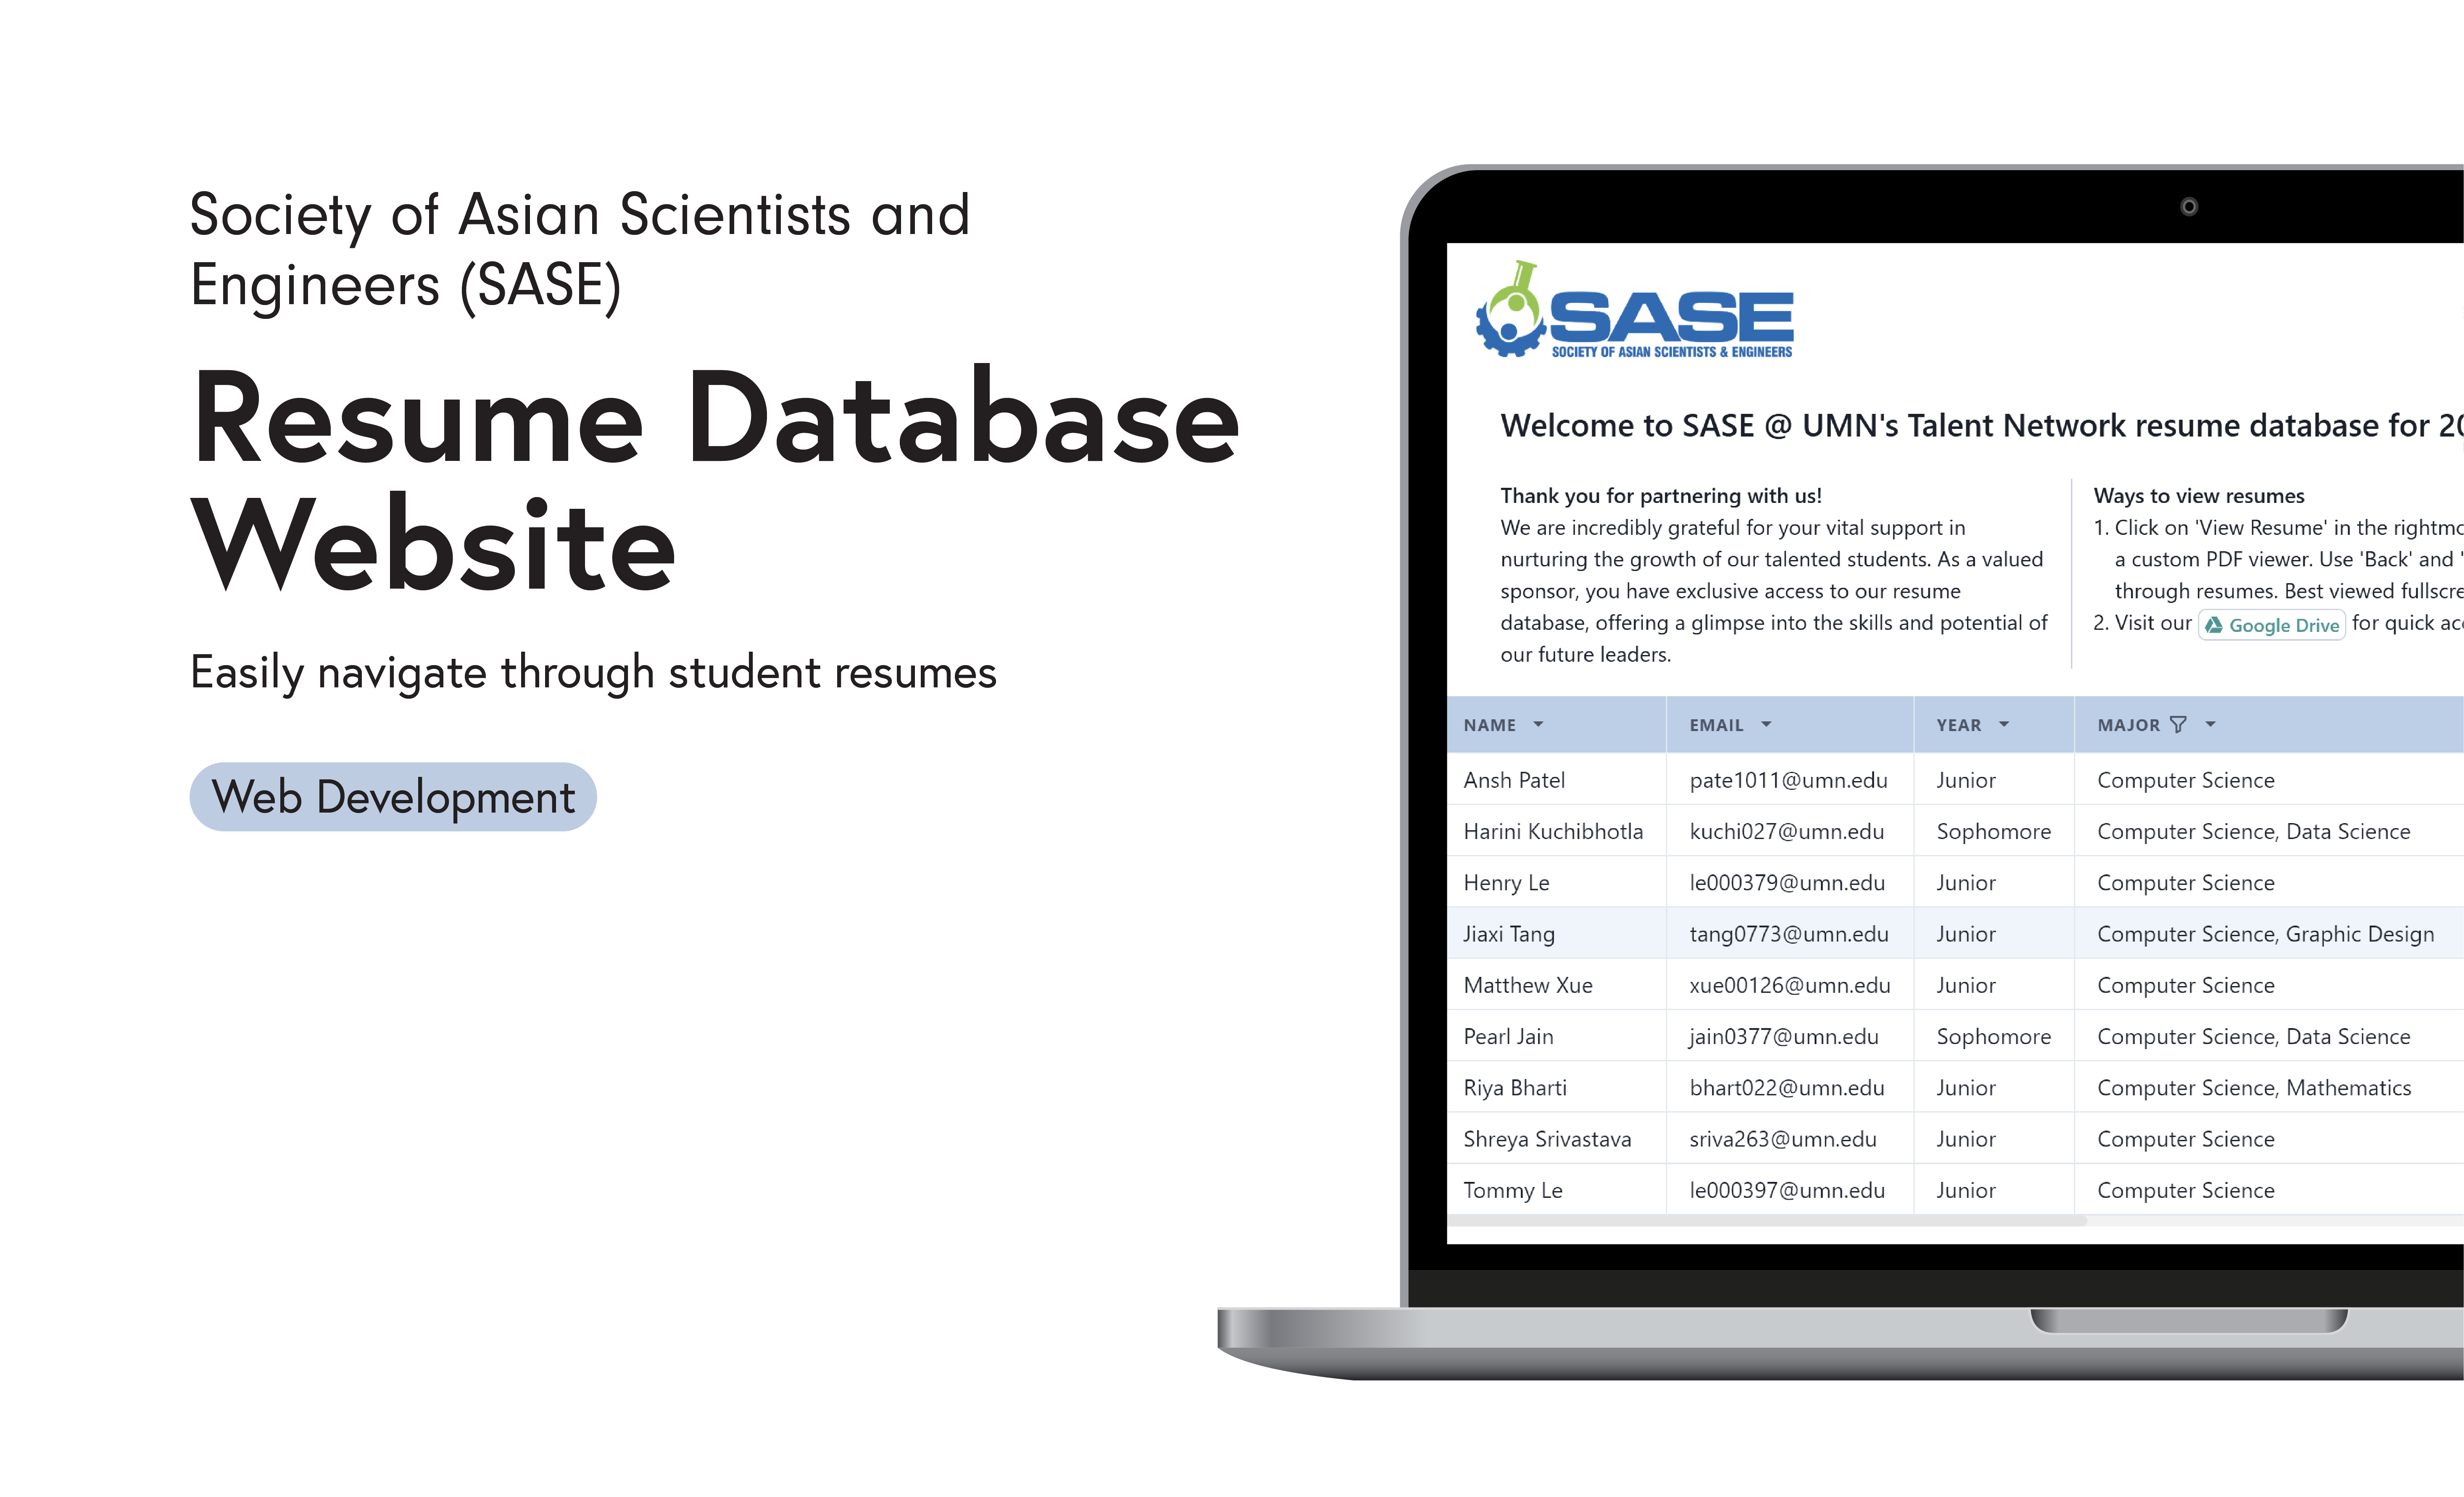 Society of Asian Scientists and
Engineers (SASE)
Resume Database
Website
Easily navigate through student resumes
Web Development
SASE
SOCIETY OF ASIAN SCIENTISTS & ENGINEERS
Welcome to SASE @ UMN's Talent Network resume database for
Thank you for partnering with us!
We are incredibly grateful for your vital support in
nurturing the growth of our talented students. As a valued
sponsor, you have exclusive access to our resume
database, offering a glimpse into the skills and potential of
our future leaders.
Ways to view resumes
1. Click on 'View Resume' in the
a custom PDF viewer. Use 'Back' and
through resumes. Best viewed
2. Visit our Google Drive for quick
NAME EMAIL YEAR MAJOR
Ansh Patel pate1011@umn.edu Junior Computer Science
Harini Kuchibhotla kuchi027@umn.edu Sophomore Computer Science, Data Science
Henry Le le000379@umn.edu Junior Computer Science
Jiaxi Tang tang0773@umn.edu Junior Computer Science, Graphic Design
Matthew Xue xue00126@umn.edu Junior Computer Science
Pearl Jain jain0377@umn.edu Sophomore Computer Science, Data Science
Riya Bharti bhart022@umn.edu Junior Computer Science, Mathematics
Shreya Srivastava sriva263@umn.edu Junior Computer Science
Tommy Le le000397@umn.edu Junior Computer Science